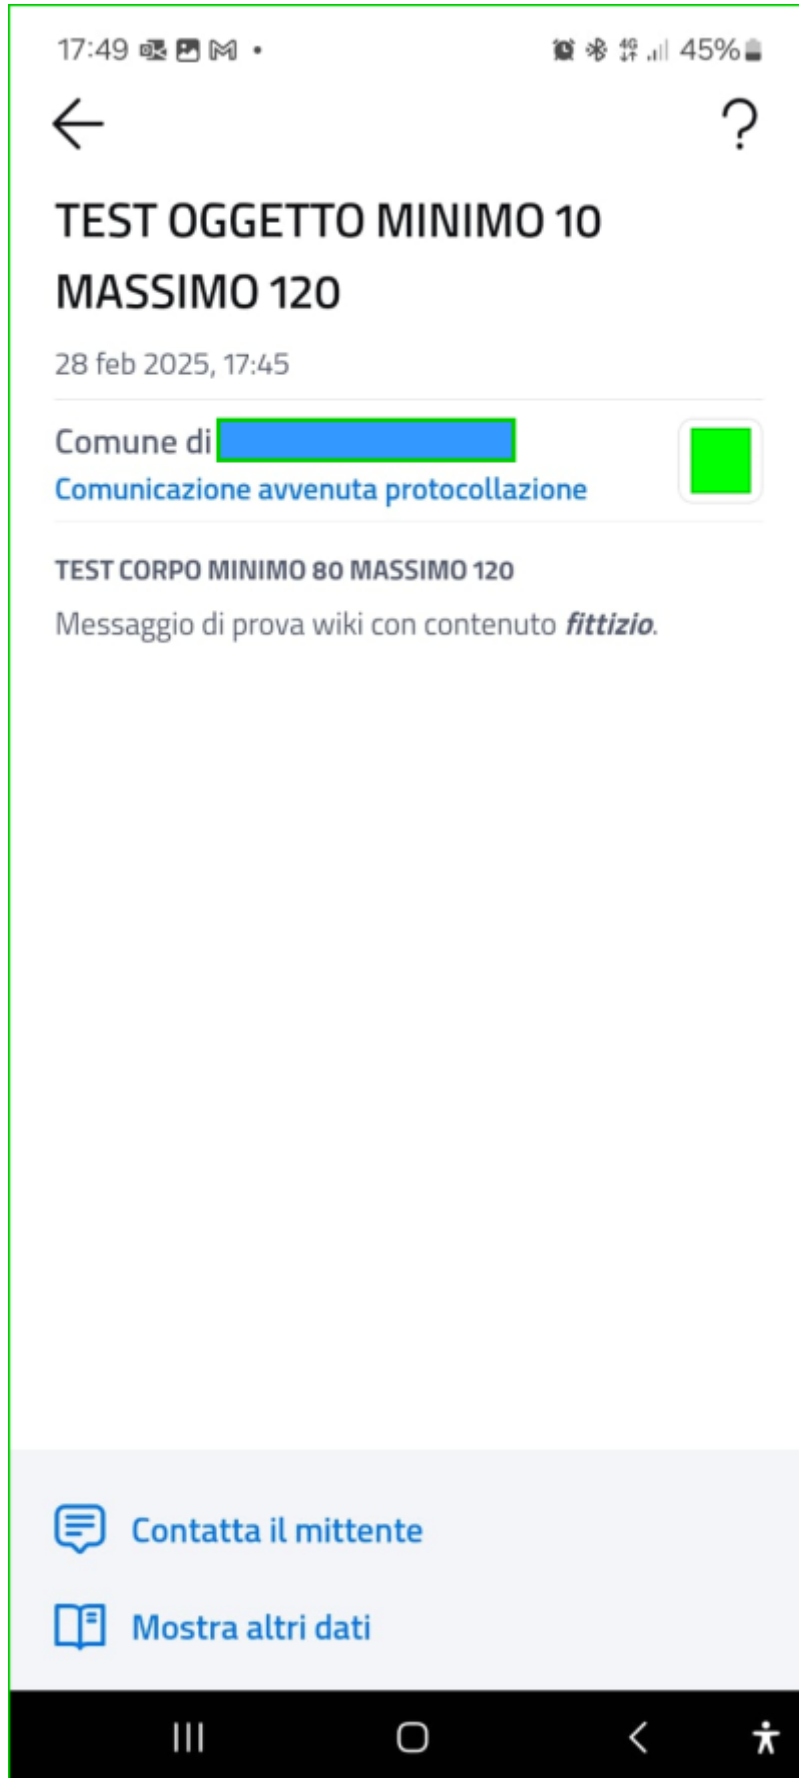 17:49
4G
45%
?
TEST OGGETTO MINIMO 10
MASSIMO 120
28 feb 2025, 17:45
Comune di
Comunicazione avvenuta protocollazione
TEST CORPO MINIMO 80 MASSIMO 120
Messaggio di prova wiki con contenuto fittizio.
Contatta il mittente
Mostra altri dati